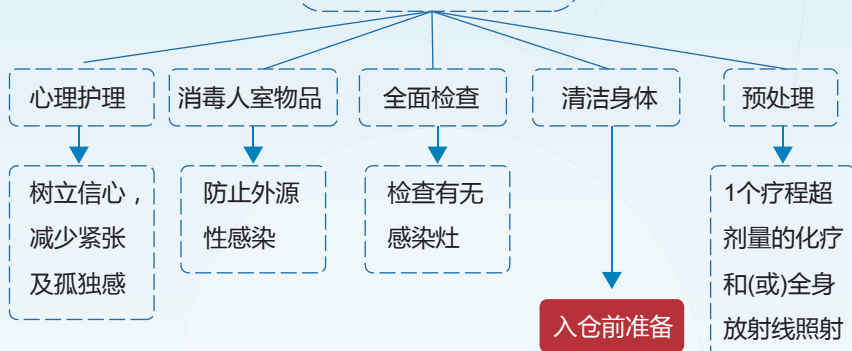 心理护理
消毒人室物品
全面检查
清洁身体
预处理
树立信心，
减少紧张
及孤独感
防止外源
性感染
检查有无
感染灶
入仓前准备
1个疗程超
剂量的化疗
和(或)全身
放射线照射